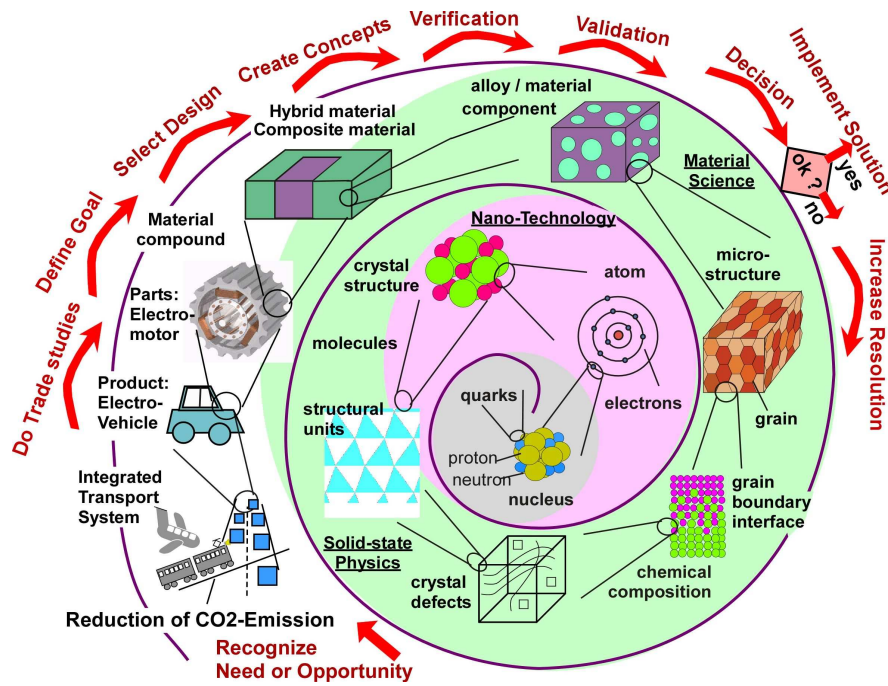 Recognize
Need or Opportunity
Do Trade studies
Define Goal
Select Design
Create Concepts
Verification
Validation
Decision
Implement Solution
ok ?
yes
no
Increase Resolution
Reduction of CO2-Emission
Integrated
Transport
System
Product:
Electro-
Vehicle
Parts:
Electro-
motor
Material
compound
Hybrid material
Composite material
alloy / material
component
Material
Science
micro-
structure
grain
grain
boundary
interface
chemical
composition
crystal
defects
Solid-state
Physics
structural
units
molecules
crystal
structure
Nano-Technology
atom
electrons
nucleus
neutron
proton
quarks